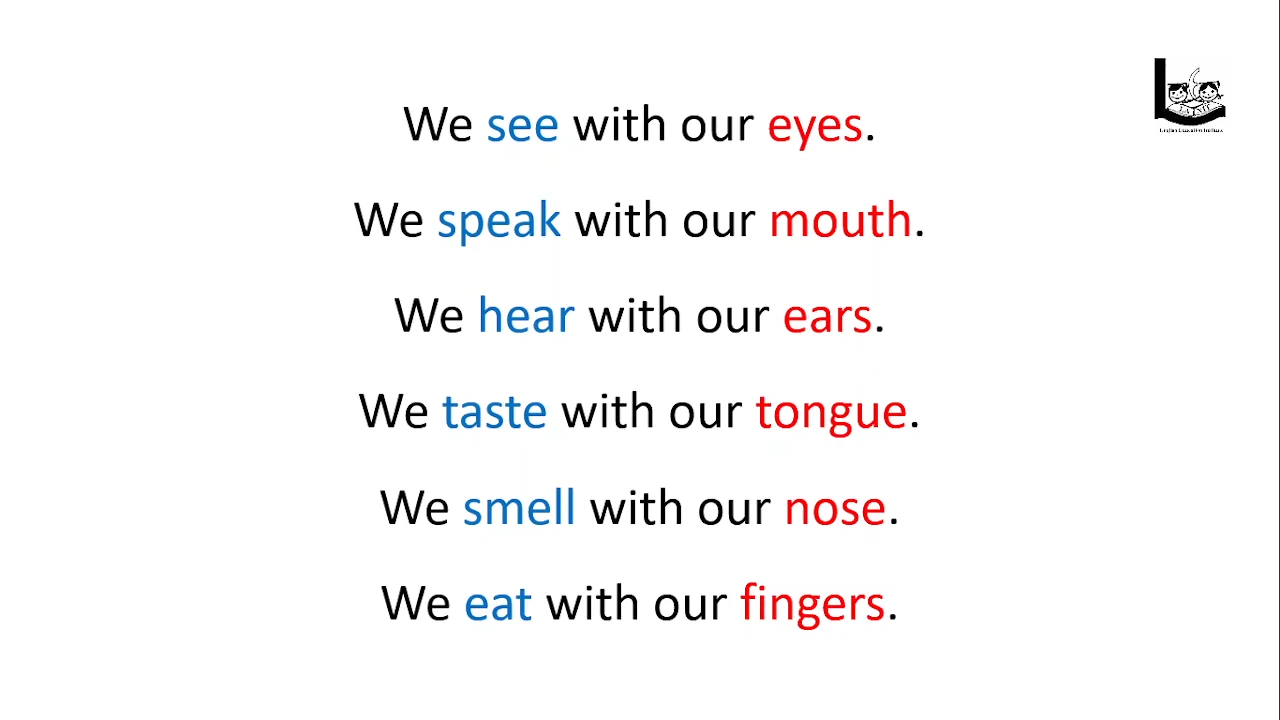 We see with our eyes.
We speak with our mouth.
We hear with our ears.
We taste with our tongue.
We smell with our nose.
We eat with our fingers.